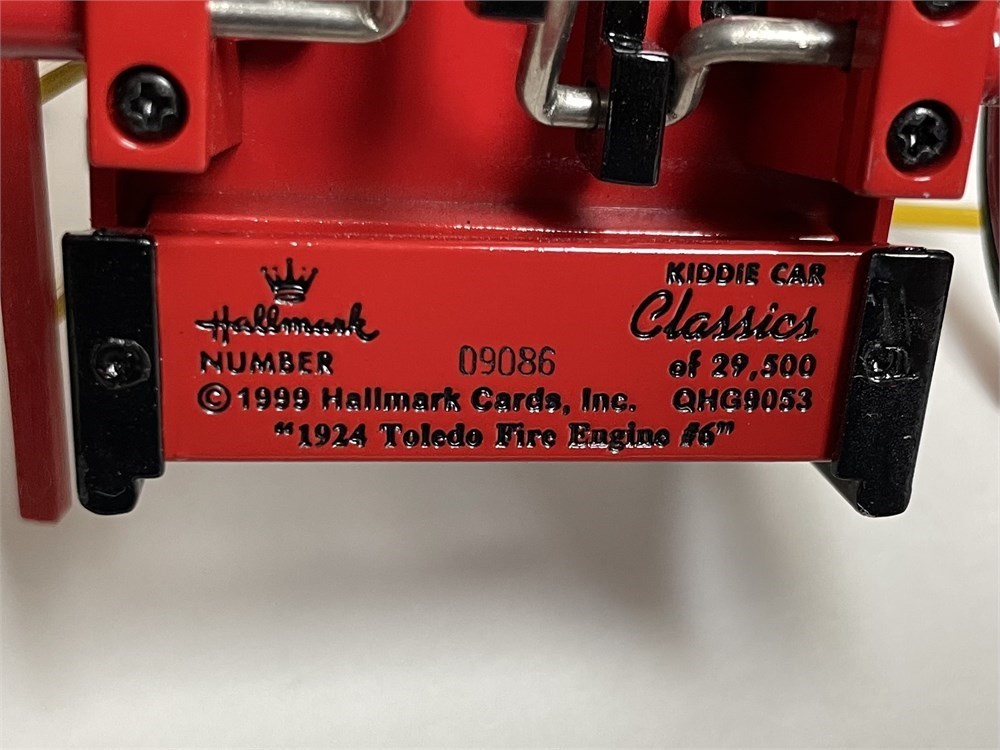 KIDDIE CAR
Hallmark Classics
NUMBER 09086 of 29,500
© 1999 Hallmark Cards, Inc. QHG9053
"1924 Toledo Fire Engine #6"